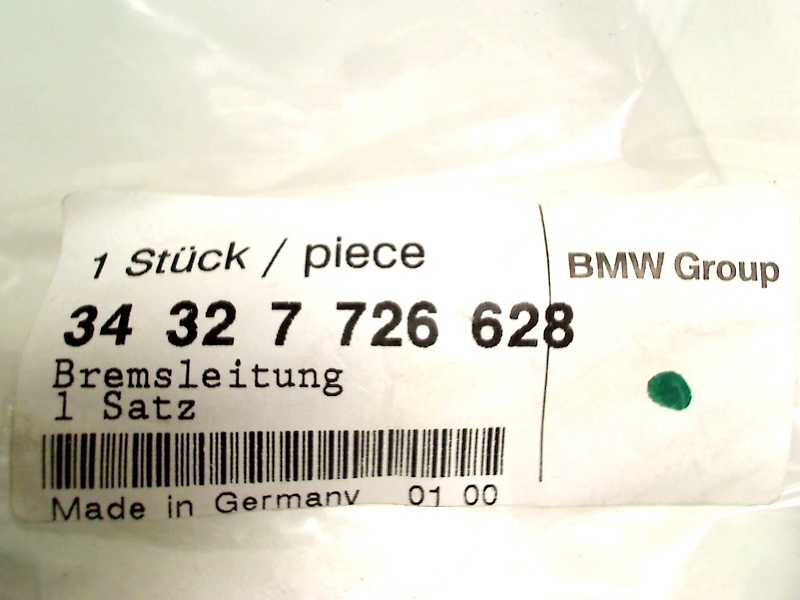 1 Stück / piece
BMW Group
34 32 7 726 628
Bremsleitung
1 Satz
Made in Germany 01 00